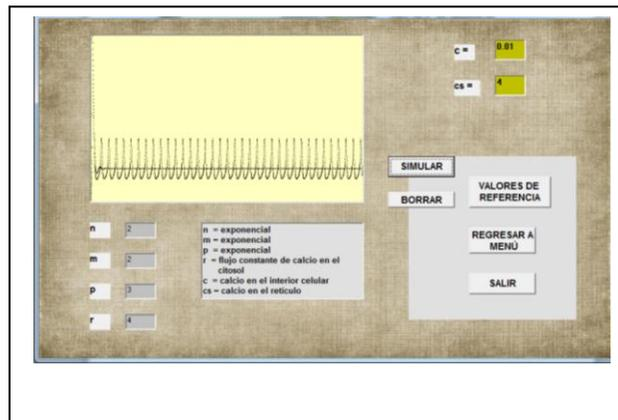 c =
0.01
cs =
4
SIMULAR
BORRAR
VALORES DE
REFERENCIA
REGRESAR A
MENÚ
SALIR
n
2
m
2
p
3
r
4
n = exponencial
m = exponencial
p = exponencial
r = flujo constante de calcio en el
citosol
c = calcio en el interior celular
cs = calcio en el retículo